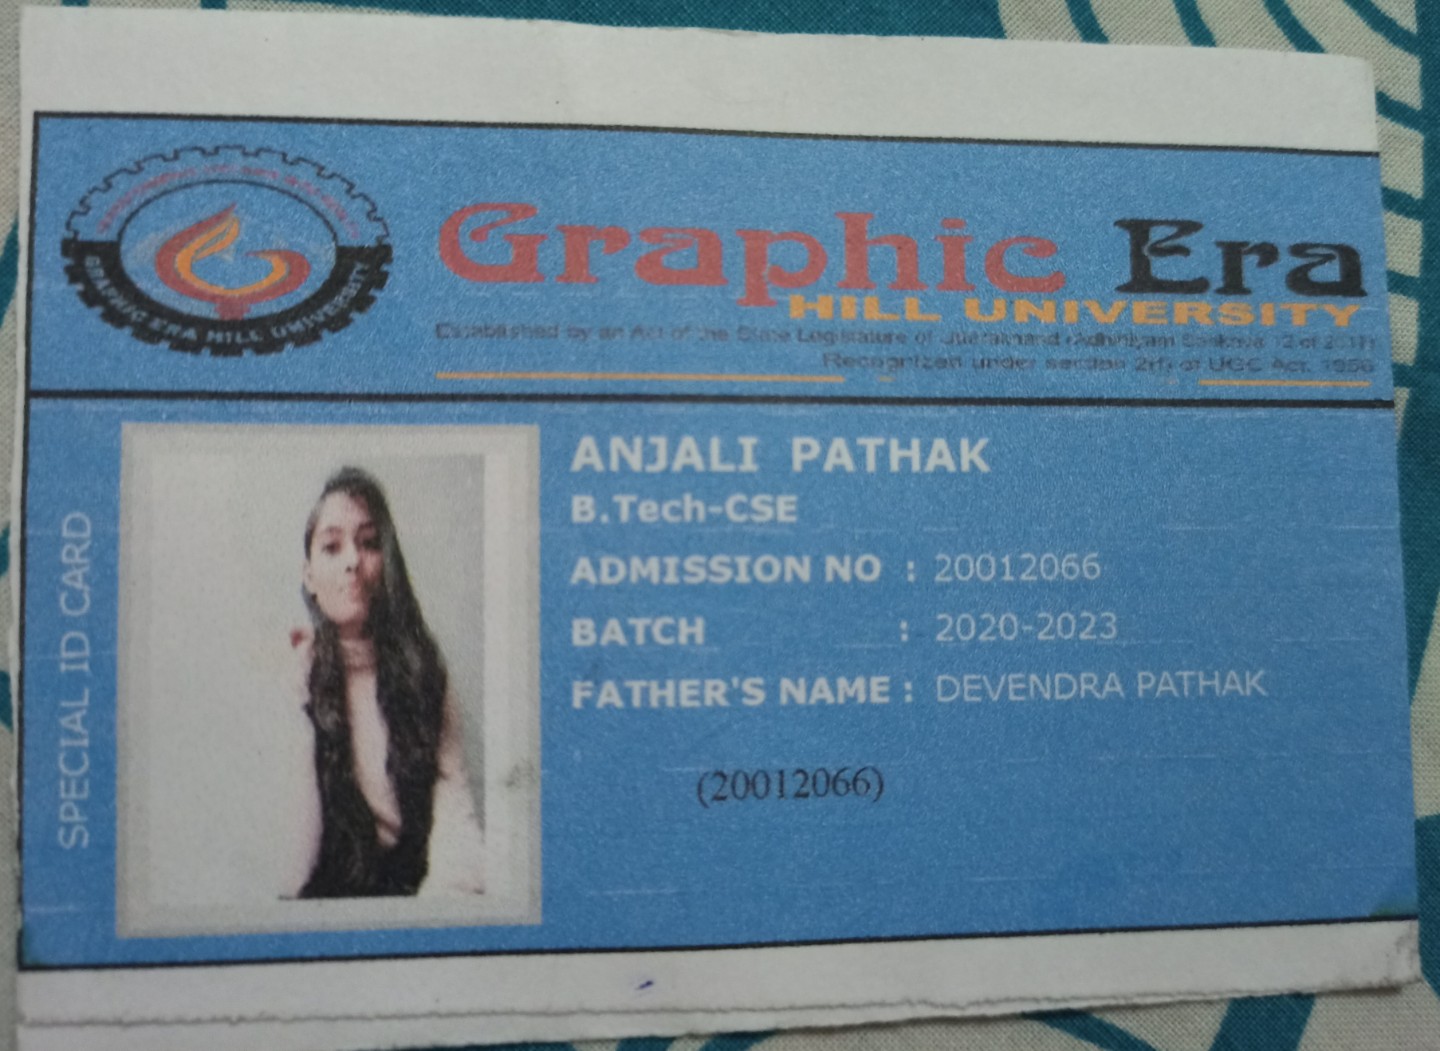 GRAPHIC ERA HILL UNIVERSITY
Graphic Era
HILL UNIVERSITY
Established by an Act of the State Legislature of Uttarakhand (Adhiniyam Sankhya 12 of 2011)
Recognized under section 2(f) of UGC Act, 1956
SPECIAL ID CARD
ANJALI PATHAK
B.Tech-CSE
ADMISSION NO : 20012066
BATCH : 2020-2023
FATHER'S NAME : DEVENDRA PATHAK
(20012066)